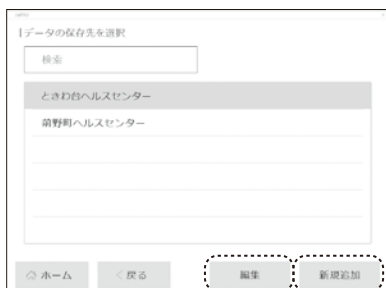 1データの保存先を選択
検索
ときわ台ヘルスセンター
前野町ヘルスセンター
ホーム
< 戻る
編集
新規追加